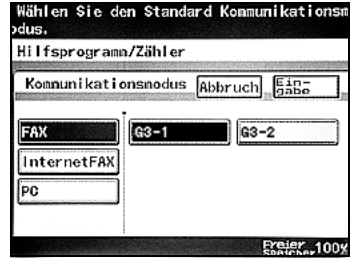 Wählen Sie den Standard Kommunikationsm
odus.
Hilfsprogramm/Zähler
Kommunikationsmodus
Abbruch
Ein-
gabe
FAX
G3-1
G3-2
InternetFAX
PC
Freier
Speicher
100%